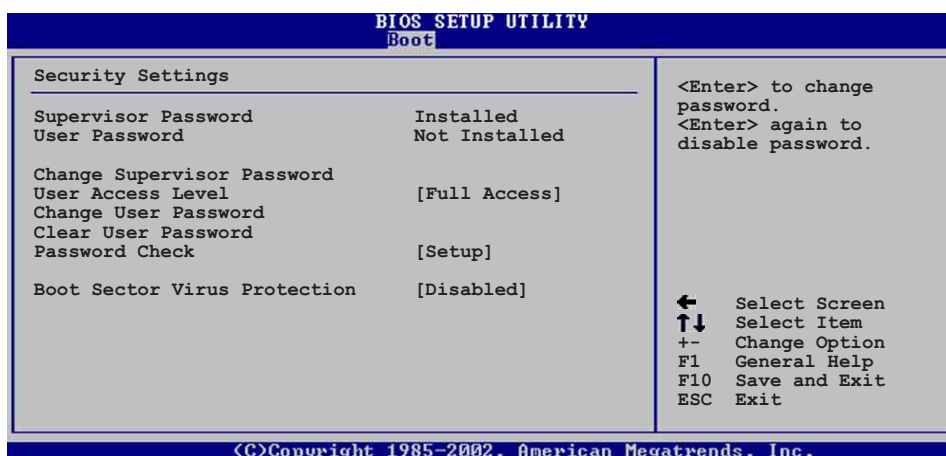 BIOS SETUP UTILITY
Boot
Security Settings
Supervisor Password Installed
User Password Not Installed
Change Supervisor Password
User Access Level [Full Access]
Change User Password
Clear User Password
Password Check [Setup]
Boot Sector Virus Protection [Disabled]
<Enter> to change
password.
<Enter> again to
disable password.
← Select Screen
↑↓ Select Item
+- Change Option
F1 General Help
F10 Save and Exit
ESC Exit
(C)Copyright 1985-2002, American Megatrends, Inc.